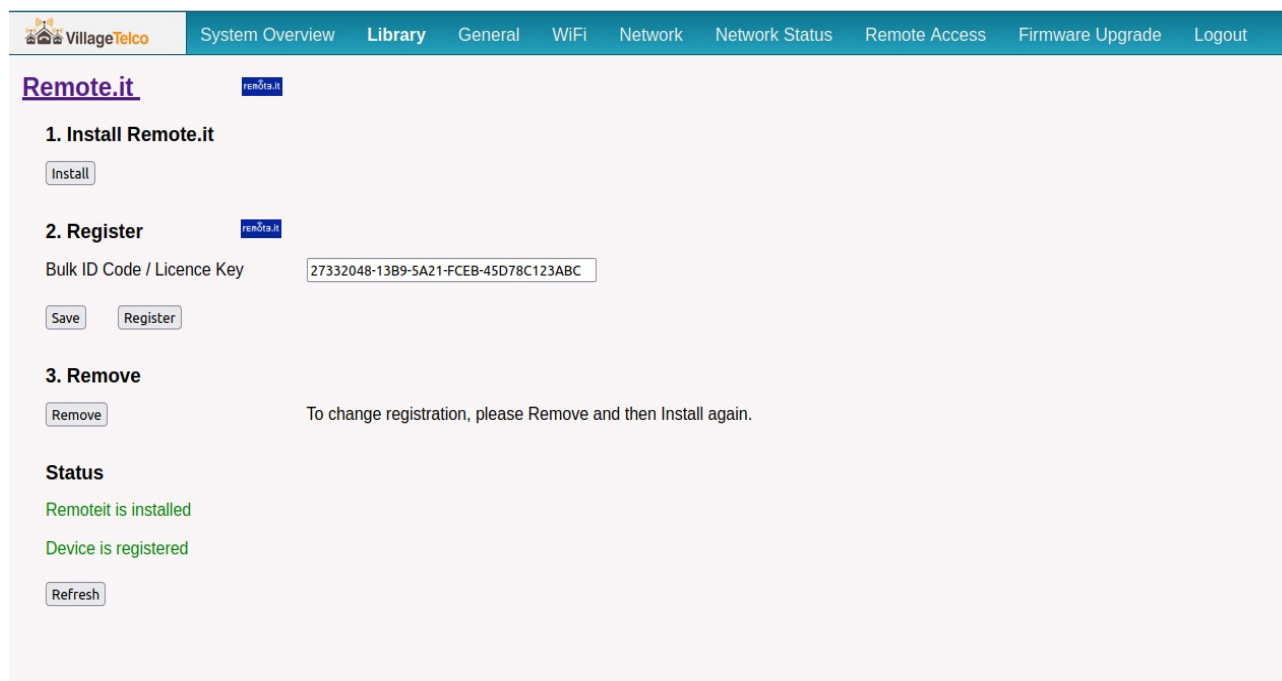 VillageTelco System Overview Library General WiFi Network Network Status Remote Access Firmware Upgrade Logout
Remote.it remote.it
1. Install Remote.it
Install
2. Register remote.it
Bulk ID Code / Licence Key 27332048-13B9-5A21-FCEB-45D78C123ABC
Save Register
3. Remove
Remove To change registration, please Remove and then Install again.
Status
Remoteit is installed
Device is registered
Refresh